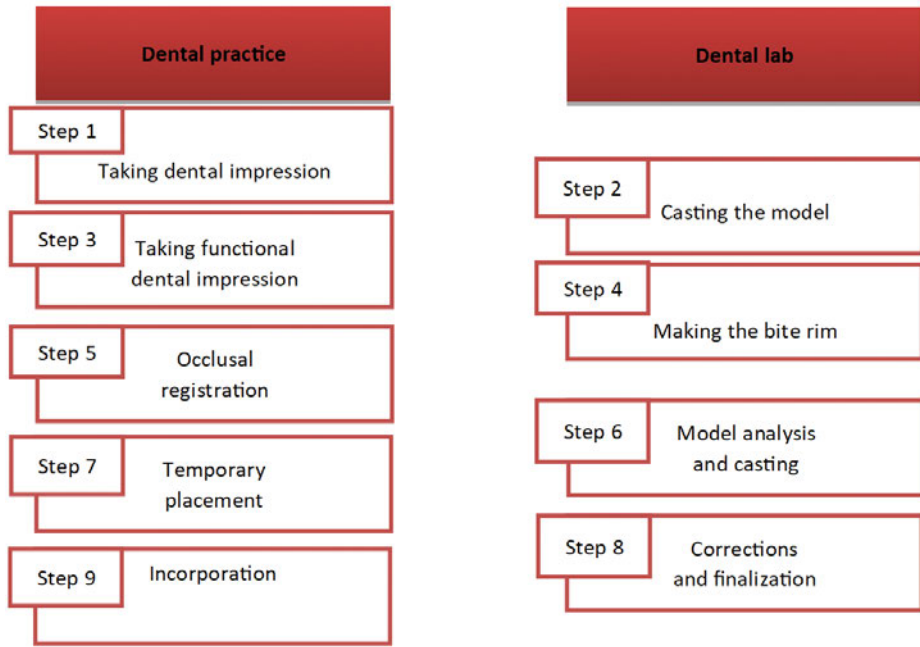 Dental practice
Step 1
Taking dental impression
Step 3
Taking functional
dental impression
Step 5
Occlusal
registration
Step 7
Temporary
placement
Step 9
Incorporation
Dental lab
Step 2
Casting the model
Step 4
Making the bite rim
Step 6
Model analysis
and casting
Step 8
Corrections
and finalization